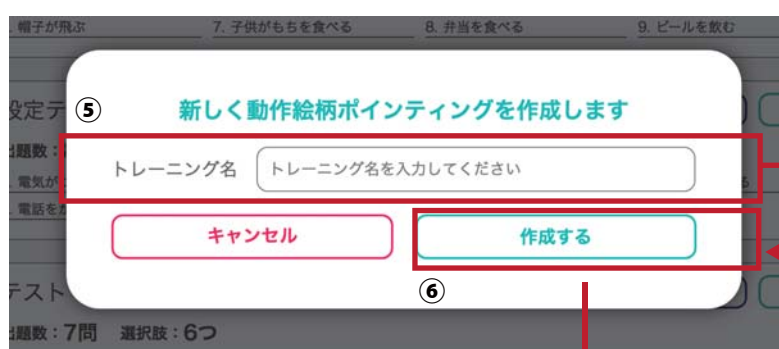 帽子が飛ぶ 7. 子供がもちを食べる 8. 弁当を食べる 9. ビールを飲む
設定テ
⑤ 新しく動作絵柄ポインティングを作成します
出題数：
トレーニング名 トレーニング名を入力してください
電気が
電話をか
キャンセル 作成する
テスト ⑥
出題数：7問 選択肢：6つ